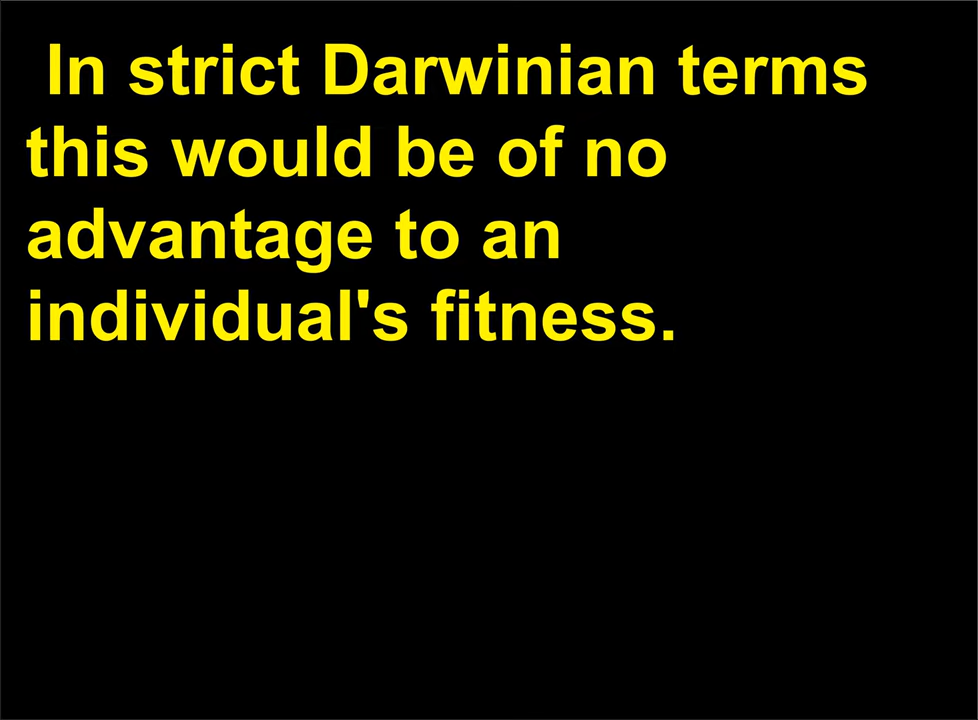 In strict Darwinian terms
this would be of no
advantage to an
individual's fitness.